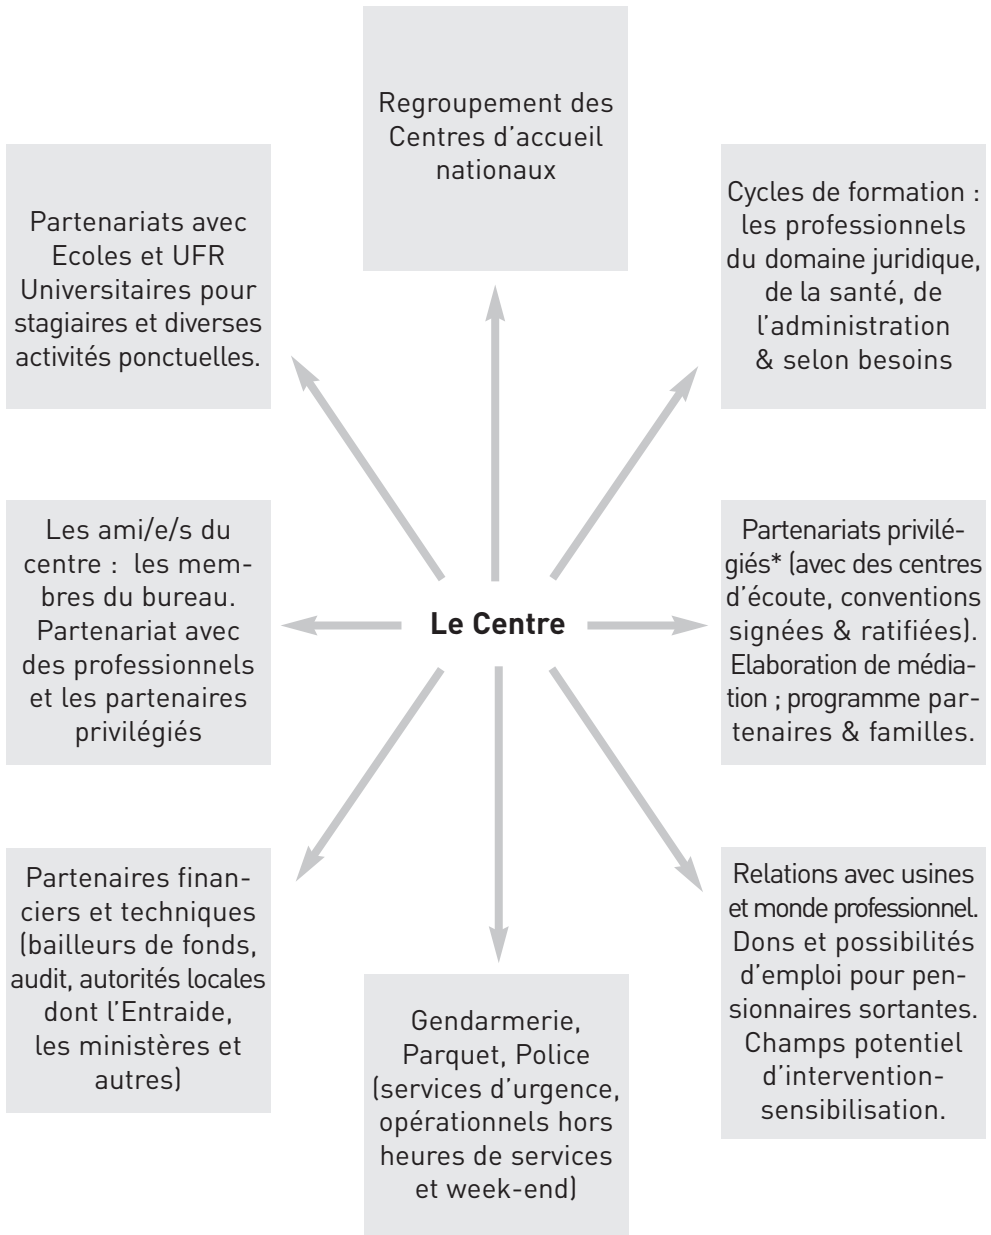 Regroupement des
Centres d'accueil
nationaux
Partenariats avec
Ecoles et UFR
Universitaires pour
stagiaires et diverses
activités ponctuelles.
Cycles de formation :
les professionnels
du domaine juridique,
de la santé, de
l'administration
& selon besoins
Les ami/e/s du
centre : les mem-
bres du bureau.
Partenariat avec
des professionnels
et les partenaires
privilégiés
Le Centre
Partenariats privilé-
giés* (avec des centres
d'écoute, conventions
signées & ratifiées).
Elaboration de média-
tion ; programme par-
tenaires & familles.
Partenaires finan-
ciers et techniques
(bailleurs de fonds,
audit, autorités locales
dont l'Entraide,
les ministères et
autres)
Gendarmerie,
Parquet, Police
(services d'urgence,
opérationnels hors
heures de services
et week-end)
Relations avec usines
et monde professionnel.
Dons et possibilités
d'emploi pour pen-
sionnaires sortantes.
Champs potentiel
d'intervention-
sensibilisation.